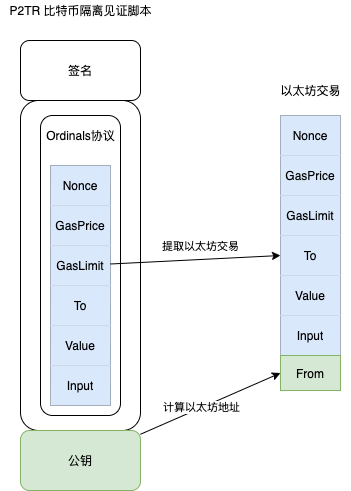 P2TR 比特币隔离见证脚本
签名
Ordinals协议
Nonce
GasPrice
GasLimit
To
Value
Input
公钥
提取以太坊交易
计算以太坊地址
以太坊交易
Nonce
GasPrice
GasLimit
To
Value
Input
From